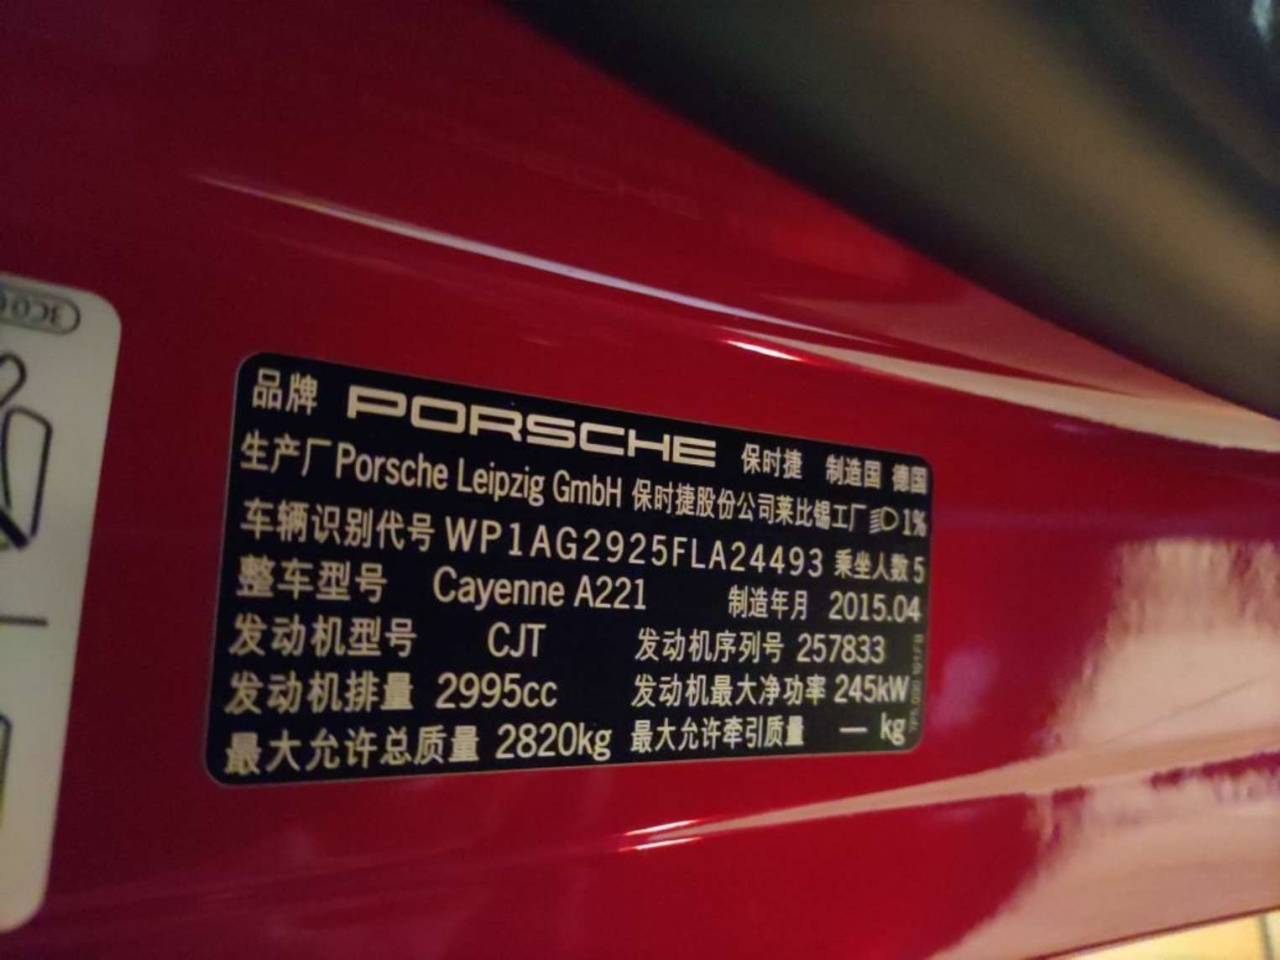 品牌 PORSCHE 保时捷 制造国 德国
生产厂 Porsche Leipzig GmbH 保时捷股份公司莱比锡工厂 1%
车辆识别代号 WP1AG2925FLA24493 乘坐人数 5
整车型号 Cayenne A221 制造年月 2015.04
发动机型号 CJT 发动机序列号 257833
发动机排量 2995cc 发动机最大净功率 245kW
最大允许总质量 2820kg 最大允许牵引质量 — kg